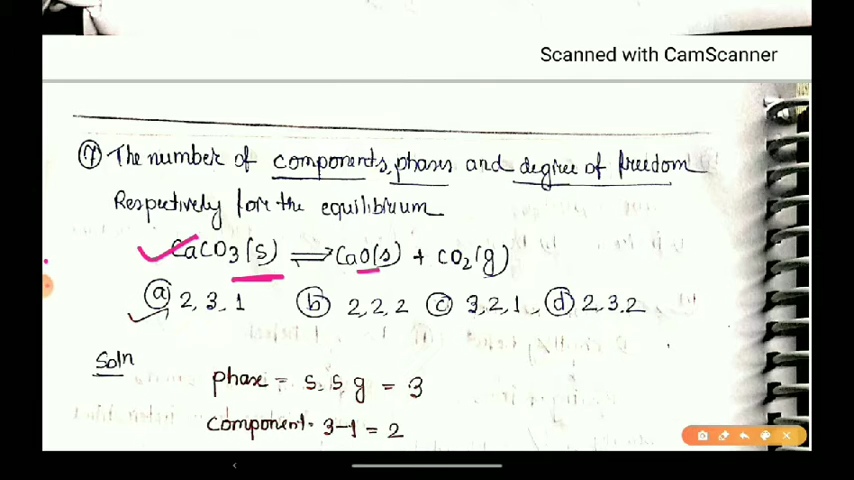 Scanned with CamScanner
⑦ The number of components, phases and degree of freedom
Respectively for the equilibrium
CaCO3(s) ⇌ CaO(s) + CO2(g)
ⓐ 2, 3, 1 ⓑ 2, 2, 2 ⓒ 3, 2, 1, ⓓ 2, 3, 2
Soln
phase = s, s, g = 3
Component = 3-1 = 2